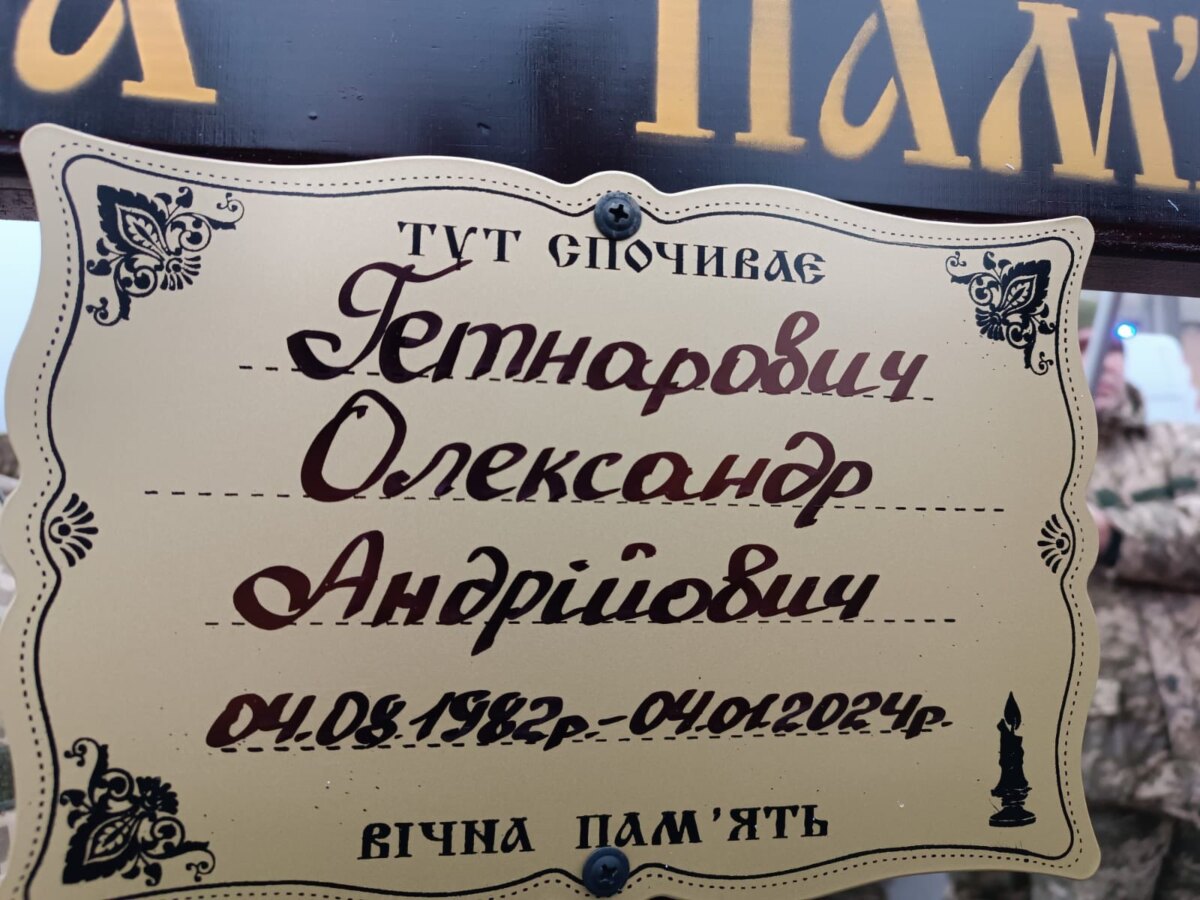 А ПАМ'
ТУТ СПОЧИВАЄ
Гетнарович
Олександр
Андрійович
04.08.1982р.-04.01.2024р.
ВІЧНА ПАМ'ЯТЬ